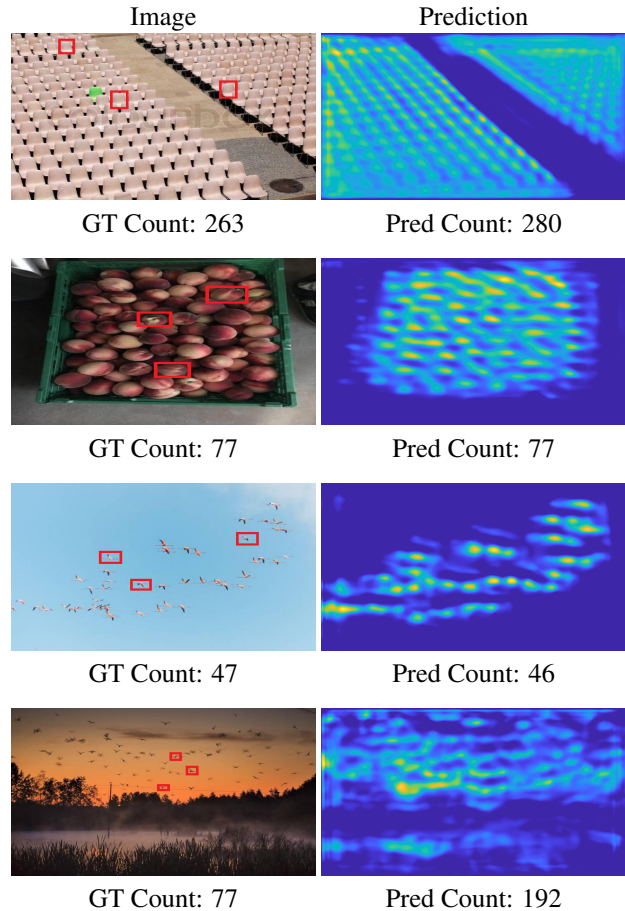 Image Prediction
GT Count: 263 Pred Count: 280
GT Count: 77 Pred Count: 77
GT Count: 47 Pred Count: 46
GT Count: 77 Pred Count: 192